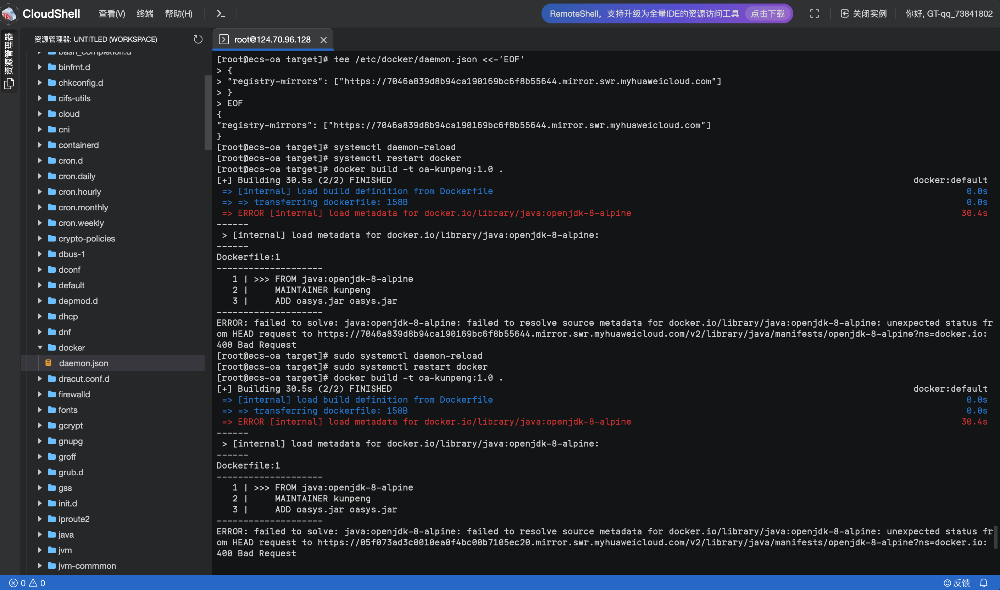 CloudShell
查看(V)
终端
帮助(H)
RemoteShell，支持升级为全量IDE的资源访问工具
点击下载
关闭实例
你好, GT-qq_73841802
资源管理器
资源管理器: UNTITLED (WORKSPACE)
bash_completion.d
binfmt.d
chkconfig.d
cifs-utils
cloud
cni
containerd
cron.d
cron.daily
cron.hourly
cron.monthly
cron.weekly
crypto-policies
dbus-1
dconf
default
depmod.d
dhcp
dnf
docker
daemon.json
dracut.conf.d
firewalld
fonts
gcrypt
gnupg
groff
grub.d
gss
init.d
iproute2
java
jvm
jvm-commmon
root@124.70.96.128
[root@ecs-oa target]# tee /etc/docker/daemon.json <<-'EOF'
> {
> "registry-mirrors": ["https://7046a839d8b94ca190169bc6f8b55644.mirror.swr.myhuaweicloud.com"]
> }
> EOF
{
"registry-mirrors": ["https://7046a839d8b94ca190169bc6f8b55644.mirror.swr.myhuaweicloud.com"]
}
[root@ecs-oa target]# systemctl daemon-reload
[root@ecs-oa target]# systemctl restart docker
[root@ecs-oa target]# docker build -t oa-kunpeng:1.0 .
[+] Building 30.5s (2/2) FINISHED docker:default
=> [internal] load build definition from Dockerfile 0.0s
=> => transferring dockerfile: 158B 0.0s
=> ERROR [internal] load metadata for docker.io/library/java:openjdk-8-alpine 30.4s
------
> [internal] load metadata for docker.io/library/java:openjdk-8-alpine:
------
Dockerfile:1
--------------------
1 | >>> FROM java:openjdk-8-alpine
2 | MAINTAINER kunpeng
3 | ADD oasys.jar oasys.jar
--------------------
ERROR: failed to solve: java:openjdk-8-alpine: failed to resolve source metadata for docker.io/library/java:openjdk-8-alpine: unexpected status fr
om HEAD request to https://7046a839d8b94ca190169bc6f8b55644.mirror.swr.myhuaweicloud.com/v2/library/java/manifests/openjdk-8-alpine?ns=docker.io:
400 Bad Request
[root@ecs-oa target]# sudo systemctl daemon-reload
[root@ecs-oa target]# sudo systemctl restart docker
[root@ecs-oa target]# docker build -t oa-kunpeng:1.0 .
[+] Building 30.5s (2/2) FINISHED docker:default
=> [internal] load build definition from Dockerfile 0.0s
=> => transferring dockerfile: 158B 0.0s
=> ERROR [internal] load metadata for docker.io/library/java:openjdk-8-alpine 30.4s
------
> [internal] load metadata for docker.io/library/java:openjdk-8-alpine:
------
Dockerfile:1
--------------------
1 | >>> FROM java:openjdk-8-alpine
2 | MAINTAINER kunpeng
3 | ADD oasys.jar oasys.jar
--------------------
ERROR: failed to solve: java:openjdk-8-alpine: failed to resolve source metadata for docker.io/library/java:openjdk-8-alpine: unexpected status fr
om HEAD request to https://05f073ad3c0010ea0f4bc00b7105ec20.mirror.swr.myhuaweicloud.com/v2/library/java/manifests/openjdk-8-alpine?ns=docker.io:
400 Bad Request
0 0
反馈